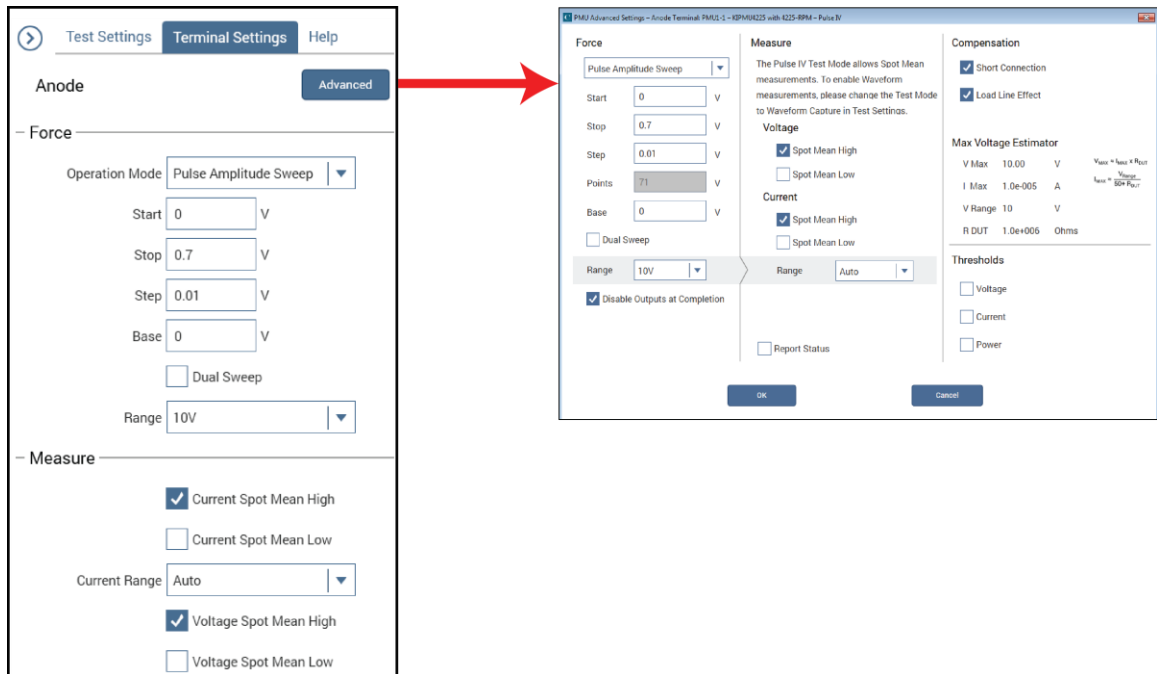 Test Settings Terminal Settings Help
Anode Advanced
Force
Operation Mode Pulse Amplitude Sweep
Start 0 V
Stop 0.7 V
Step 0.01 V
Base 0 V
Dual Sweep
Range 10V
Measure
Current Spot Mean High
Current Spot Mean Low
Current Range Auto
Voltage Spot Mean High
Voltage Spot Mean Low
PMU Advanced Settings - Anode Terminal: PMU1-1 - KIPMU4225 with 4225-RPM - Pulse IV
Force
Pulse Amplitude Sweep
Start 0 V
Stop 0.7 V
Step 0.01 V
Points 71 V
Base 0 V
Dual Sweep
Range 10V
Disable Outputs at Completion
Measure
The Pulse IV Test Mode allows Spot Mean
measurements. To enable Waveform
measurements, please change the Test Mode
to Waveform Capture in Test Settings.
Voltage
Spot Mean High
Spot Mean Low
Current
Spot Mean High
Spot Mean Low
Range Auto
Report Status
Compensation
Short Connection
Load Line Effect
Max Voltage Estimator
V Max 10.00 V
I Max 1.0e-005 A
V Range 10 V
R DUT 1.0e+006 Ohms
VMAX = IMAX x RDUT
IMAX = VRange / 50+ RDUT
Thresholds
Voltage
Current
Power
OK Cancel